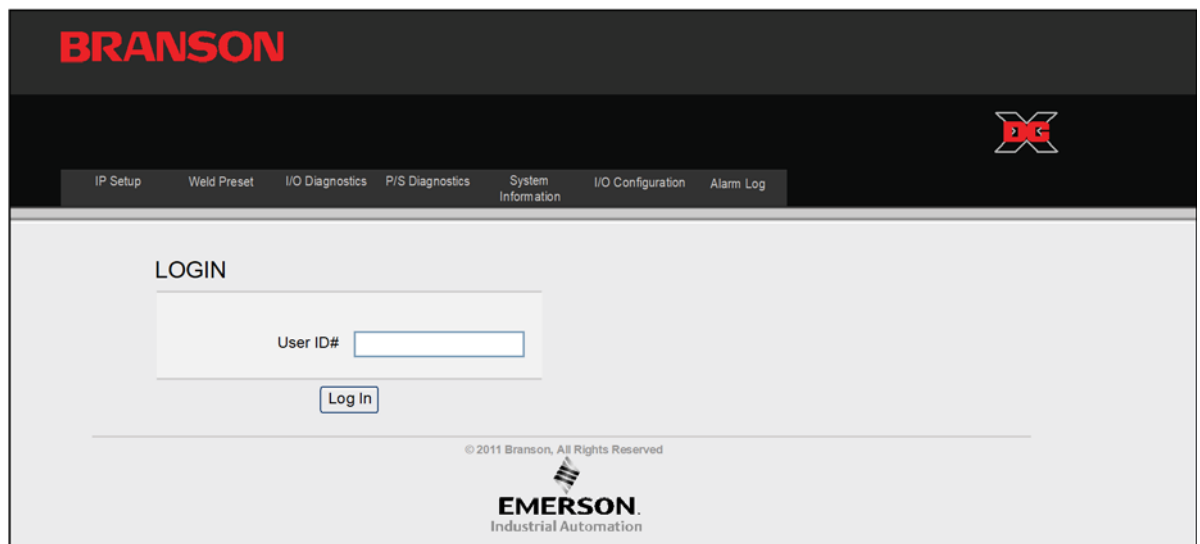 BRANSON
DCX
IP Setup Weld Preset I/O Diagnostics P/S Diagnostics System Information I/O Configuration Alarm Log
LOGIN
User ID#
Log In
© 2011 Branson, All Rights Reserved
EMERSON.
Industrial Automation